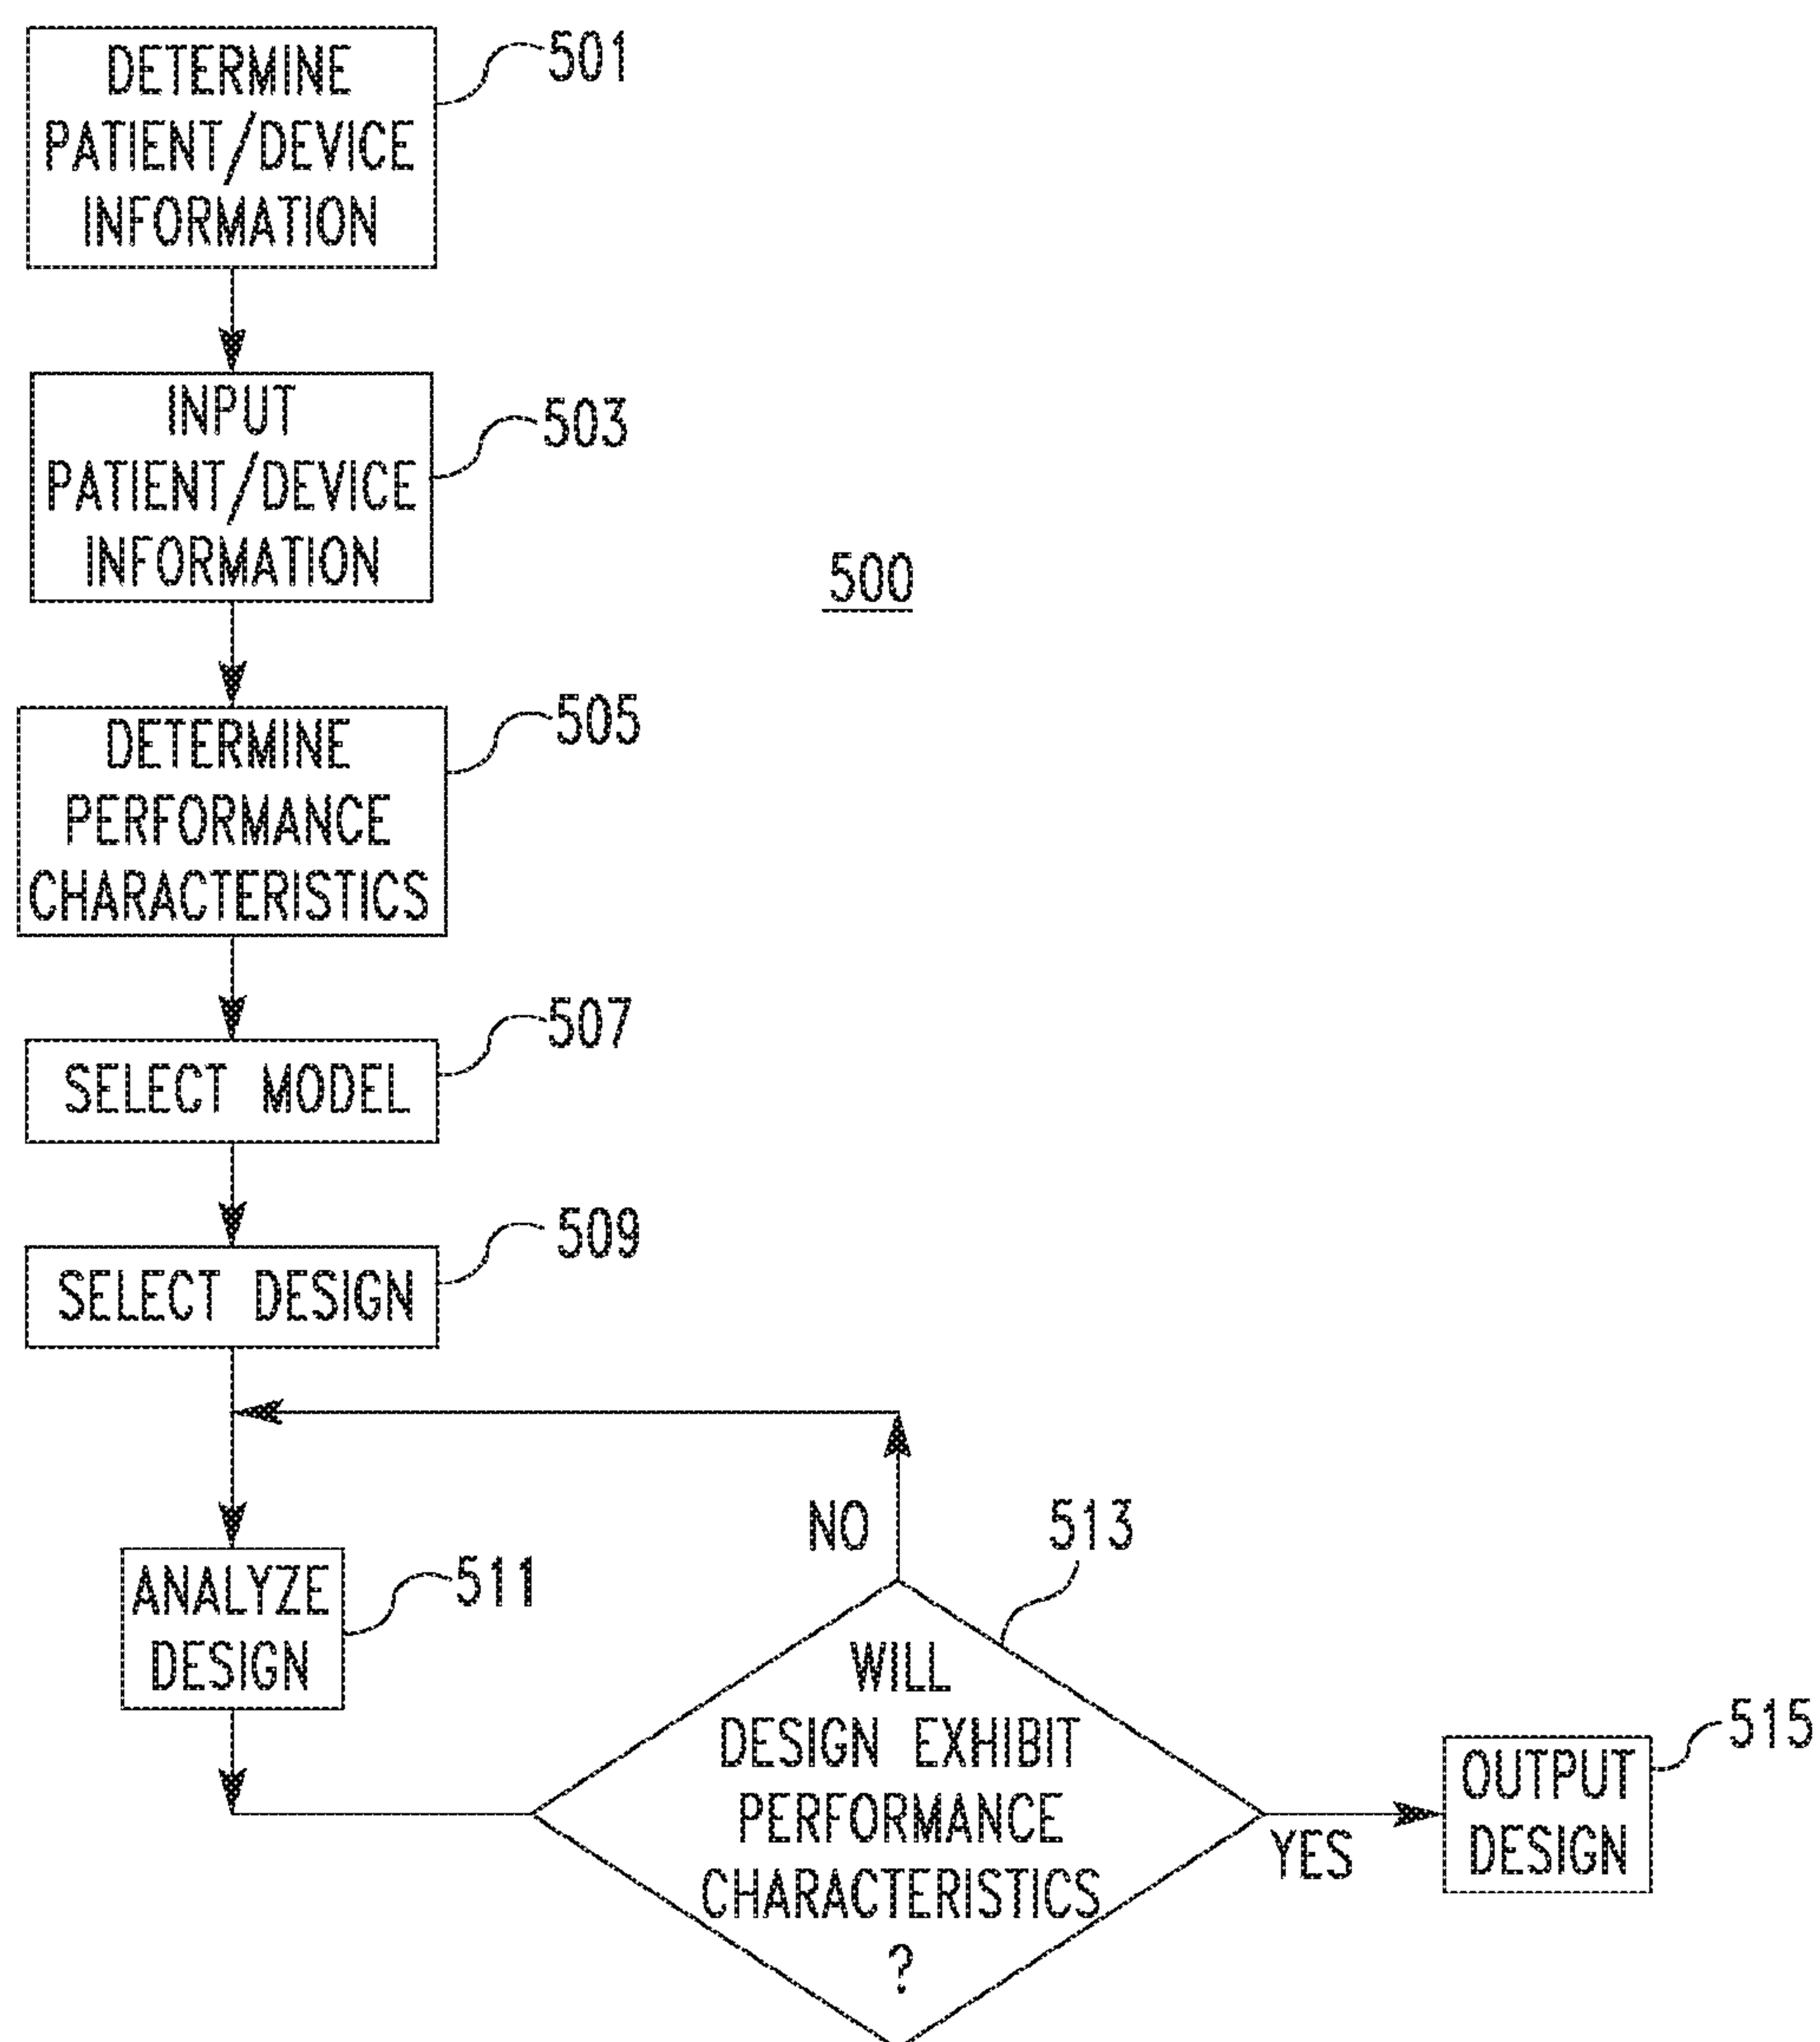 DETERMINE
PATIENT/DEVICE
INFORMATION
501
INPUT
PATIENT/DEVICE
INFORMATION
503
500
DETERMINE
PERFORMANCE
CHARACTERISTICS
505
SELECT MODEL
507
SELECT DESIGN
509
ANALYZE
DESIGN
511
NO
513
WILL
DESIGN EXHIBIT
PERFORMANCE
CHARACTERISTICS
?
YES
OUTPUT
DESIGN
515